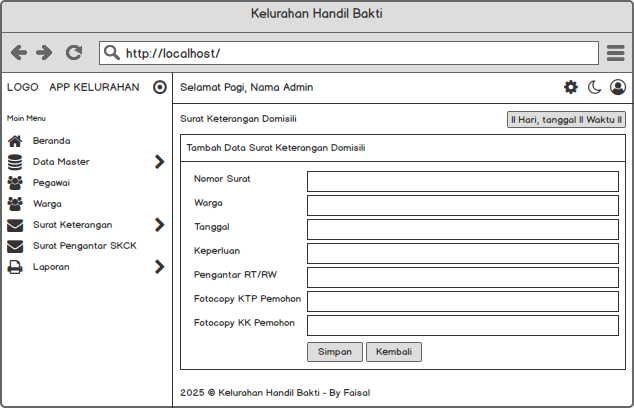 Kelurahan Handil Bakti
http://localhost/
LOGO APP KELURAHAN
Selamat Pagi, Nama Admin
Main Menu
Beranda
Data Master
Pegawai
Warga
Surat Keterangan
Surat Pengantar SKCK
Laporan
Surat Keterangan Domisili
|| Hari, tanggal || Waktu ||
Tambah Data Surat Keterangan Domisili
Nomor Surat
Warga
Tanggal
Keperluan
Pengantar RT/RW
Fotocopy KTP Pemohon
Fotocopy KK Pemohon
Simpan Kembali
2025 © Kelurahan Handil Bakti - By Faisal